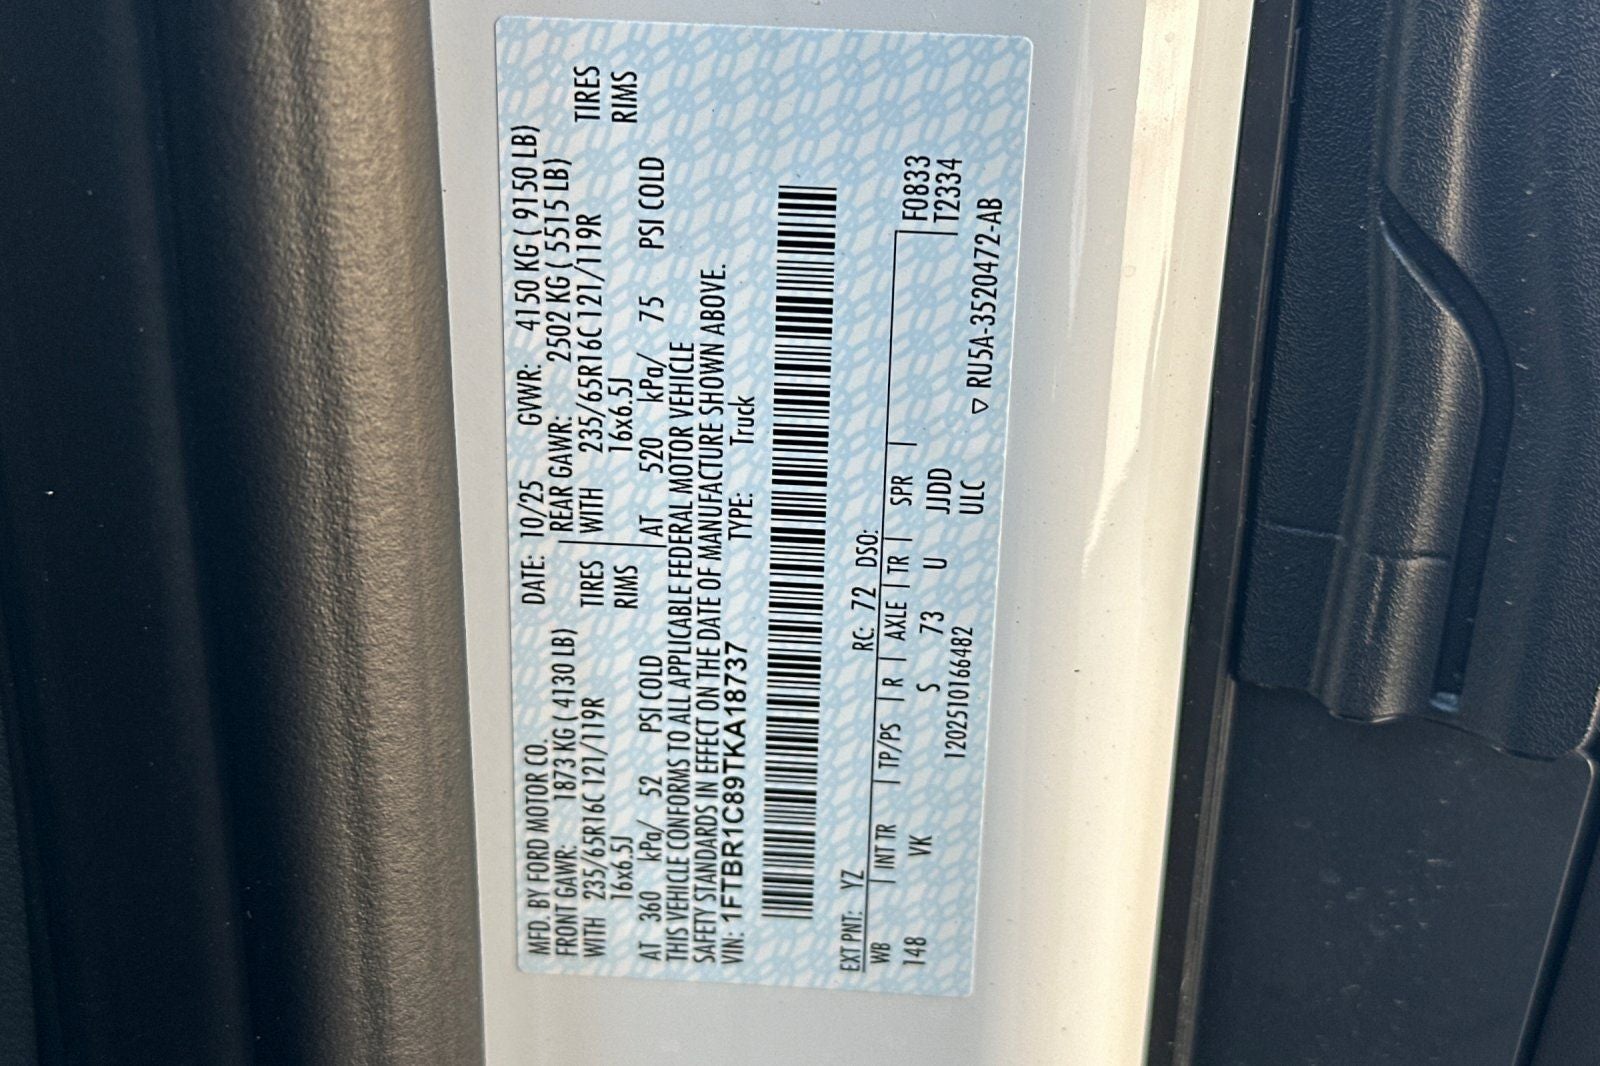 MFD. BY FORD MOTOR CO. DATE: 10/25 GVWR: 4150 KG ( 9150 LB)
FRONT GAWR: 1873 KG ( 4130 LB) REAR GAWR: 2502 KG ( 5515 LB)
WITH 235/65R16C 121/119R TIRES WITH 235/65R16C 121/119R TIRES
16x6.5J RIMS 16x6.5J RIMS
AT 360 kPa/ 52 PSI COLD AT 520 kPa/ 75 PSI COLD
THIS VEHICLE CONFORMS TO ALL APPLICABLE FEDERAL MOTOR VEHICLE
SAFETY STANDARDS IN EFFECT ON THE DATE OF MANUFACTURE SHOWN ABOVE.
VIN: 1FTBR1C89TKA18737 TYPE: Truck
EXT PNT: YZ RC: 72 DSO:
WB INT TR TP/PS R AXLE TR SPR F0833
148 VK S 73 U JJDD T2334
120251016482 ULC
▽ RU5A-3520472-AB